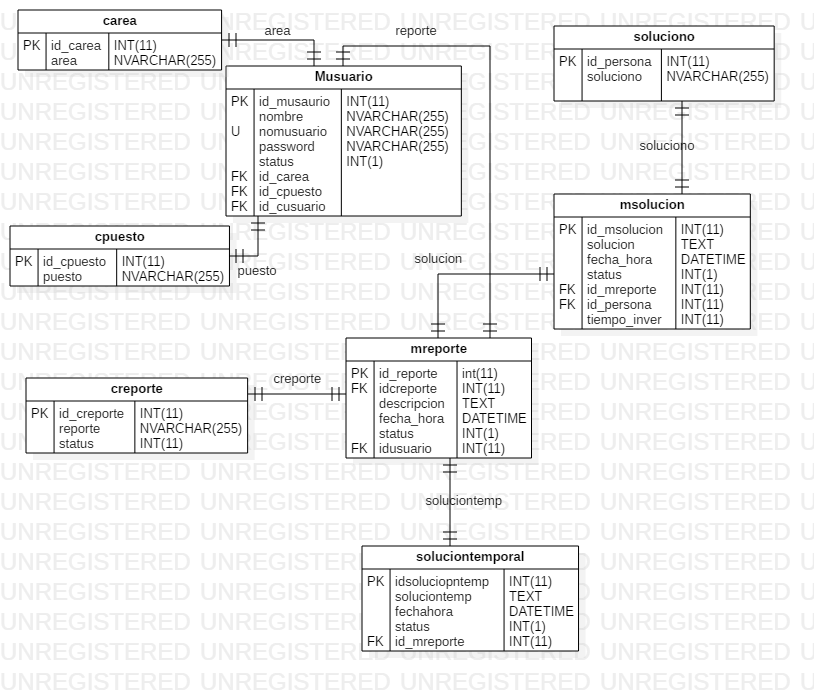 carea
PK id_carea INT(11)
area NVARCHAR(255)
area
reporte
soluciono
PK id_persona INT(11)
soluciono NVARCHAR(255)
Musuario
PK id_musaurio INT(11)
nombre NVARCHAR(255)
U nomusuario NVARCHAR(255)
password NVARCHAR(255)
status INT(1)
FK id_carea
FK id_cpuesto
FK id_cusuario
soluciono
msolucion
PK id_msolucion INT(11)
solucion TEXT
fecha_hora DATETIME
status INT(1)
FK id_mreporte INT(11)
FK id_persona INT(11)
tiempo_inver INT(11)
cpuesto
PK id_cpuesto INT(11)
puesto NVARCHAR(255)
puesto
solucion
mreporte
PK id_reporte int(11)
FK idcreporte INT(11)
descripcion TEXT
fecha_hora DATETIME
status INT(1)
FK idusuario INT(11)
creporte
creporte
PK id_creporte INT(11)
reporte NVARCHAR(255)
status INT(11)
soluciontemp
soluciontemporal
PK idsoluciopntemp INT(11)
soluciontemp TEXT
fechahora DATETIME
status INT(1)
FK id_mreporte INT(11)
UNREGISTERED